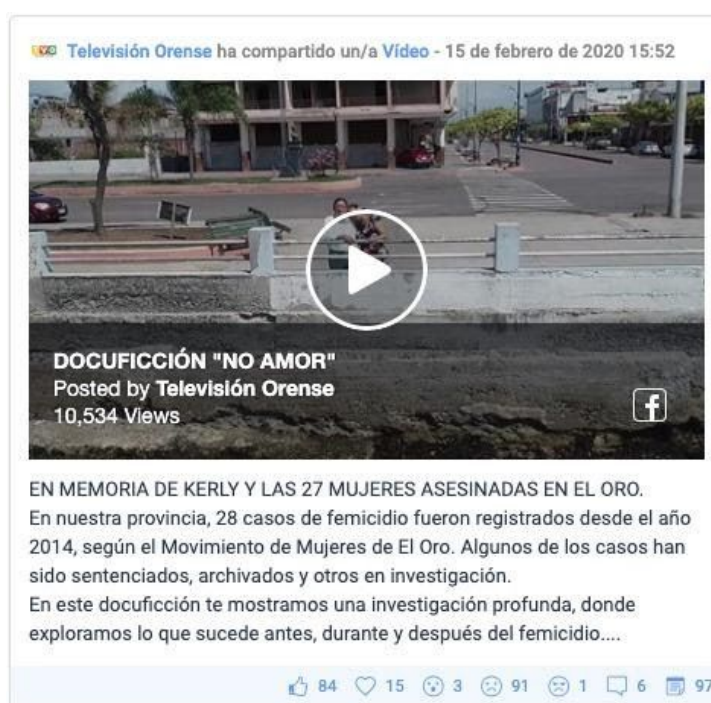 Televisión Orense ha compartido un/a Vídeo - 15 de febrero de 2020 15:52
DOCUFICCIÓN "NO AMOR"
Posted by Televisión Orense
10,534 Views
EN MEMORIA DE KERLY Y LAS 27 MUJERES ASESINADAS EN EL ORO.
En nuestra provincia, 28 casos de femicidio fueron registrados desde el año
2014, según el Movimiento de Mujeres de El Oro. Algunos de los casos han
sido sentenciados, archivados y otros en investigación.
En este docuficción te mostramos una investigación profunda, donde
exploramos lo que sucede antes, durante y después del femicidio....
84 15 3 91 1 6 97